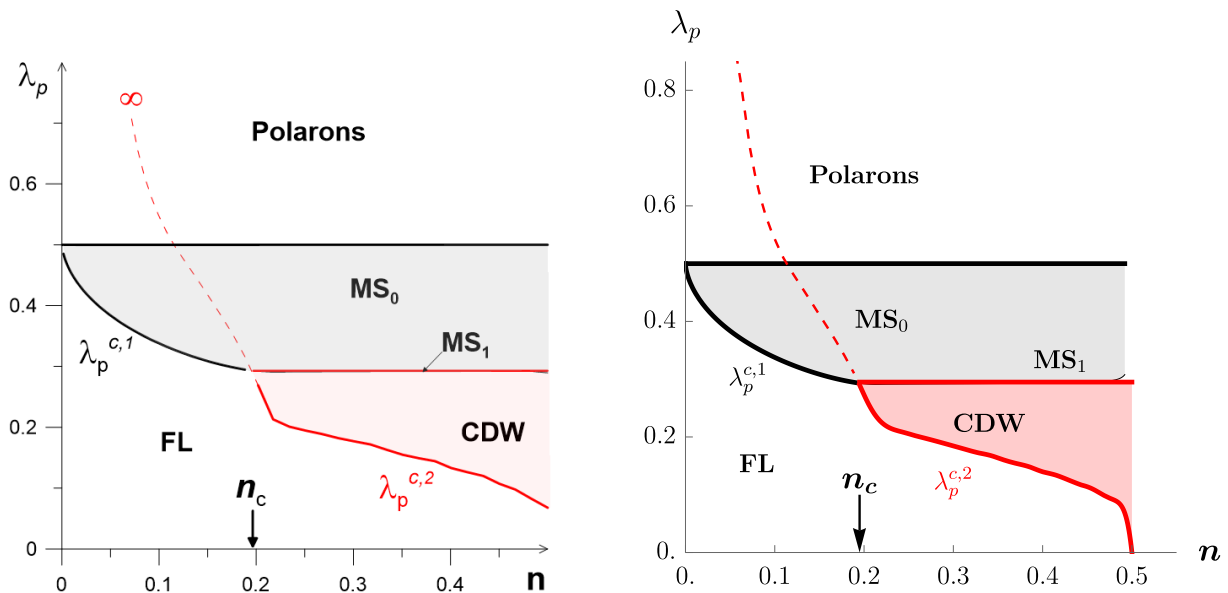 λp
∞
Polarons
0.6
MS0
0.4
MS1
λp c,1
0.2
FL
CDW
nc
λp c,2
0
0
0.1
0.2
0.3
0.4
n
λp
0.8
Polarons
0.6
0.4
MS0
MS1
λp c,1
CDW
0.2
FL
nc
λp c,2
0.
0.
0.1
0.2
0.3
0.4
0.5
n